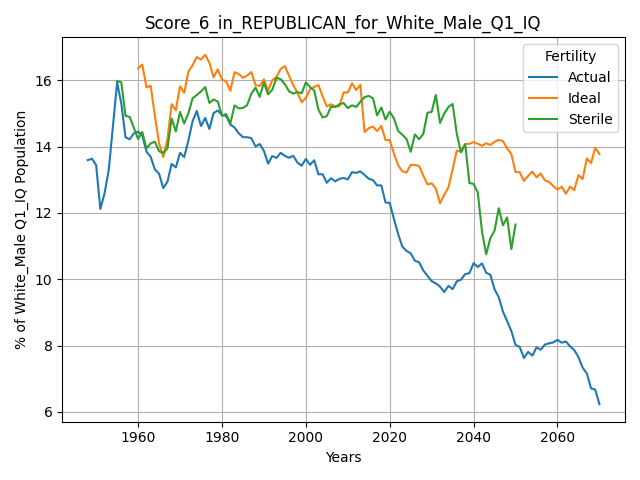 Score_6_in_REPUBLICAN_for_White_Male_Q1_IQ
Fertility
Actual
Ideal
Sterile
% of White_Male Q1_IQ Population
16
14
12
10
8
6
1960
1980
2000
2020
2040
2060
Years